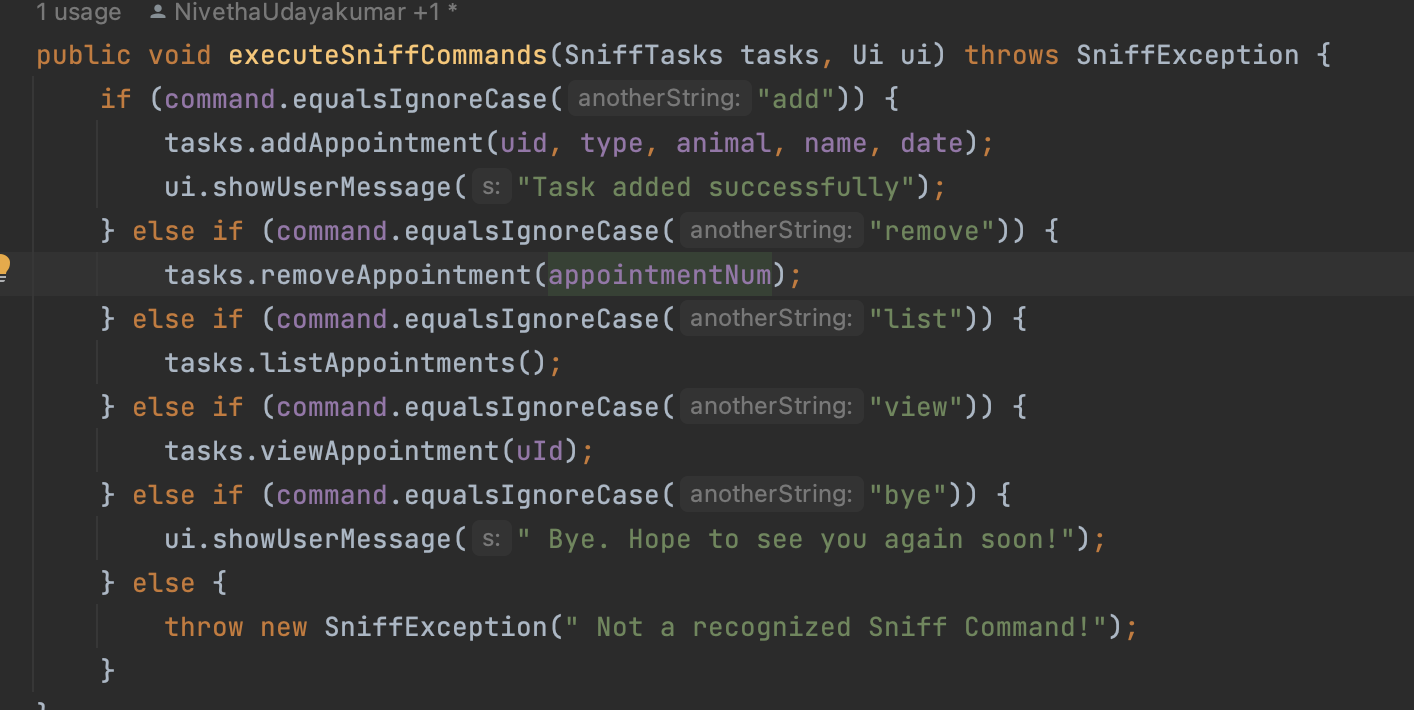 1 usage NivethaUdayakumar +1 *
public void executeSniffCommands(SniffTasks tasks, Ui ui) throws SniffException {
if (command.equalsIgnoreCase( anotherString: "add")) {
tasks.addAppointment(uid, type, animal, name, date);
ui.showUserMessage( s: "Task added successfully");
} else if (command.equalsIgnoreCase( anotherString: "remove")) {
tasks.removeAppointment(appointmentNum);
} else if (command.equalsIgnoreCase( anotherString: "list")) {
tasks.listAppointments();
} else if (command.equalsIgnoreCase( anotherString: "view")) {
tasks.viewAppointment(uId);
} else if (command.equalsIgnoreCase( anotherString: "bye")) {
ui.showUserMessage( s: " Bye. Hope to see you again soon!");
} else {
throw new SniffException(" Not a recognized Sniff Command!");
}
}